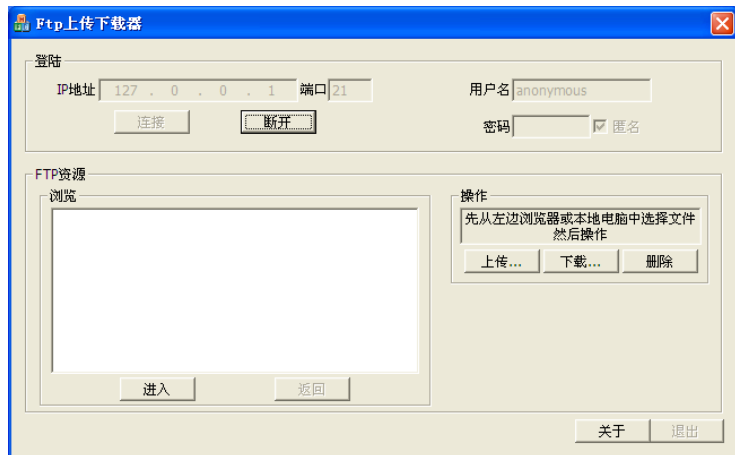 Ftp上传下载器
登陆
IP地址 127 . 0 . 0 . 1 端口 21 用户名 anonymous
连接 断开 密码 匿名
FTP资源
浏览 操作
先从左边浏览器或本地电脑中选择文件
然后操作
上传... 下载... 删除
进入 返回
关于 退出